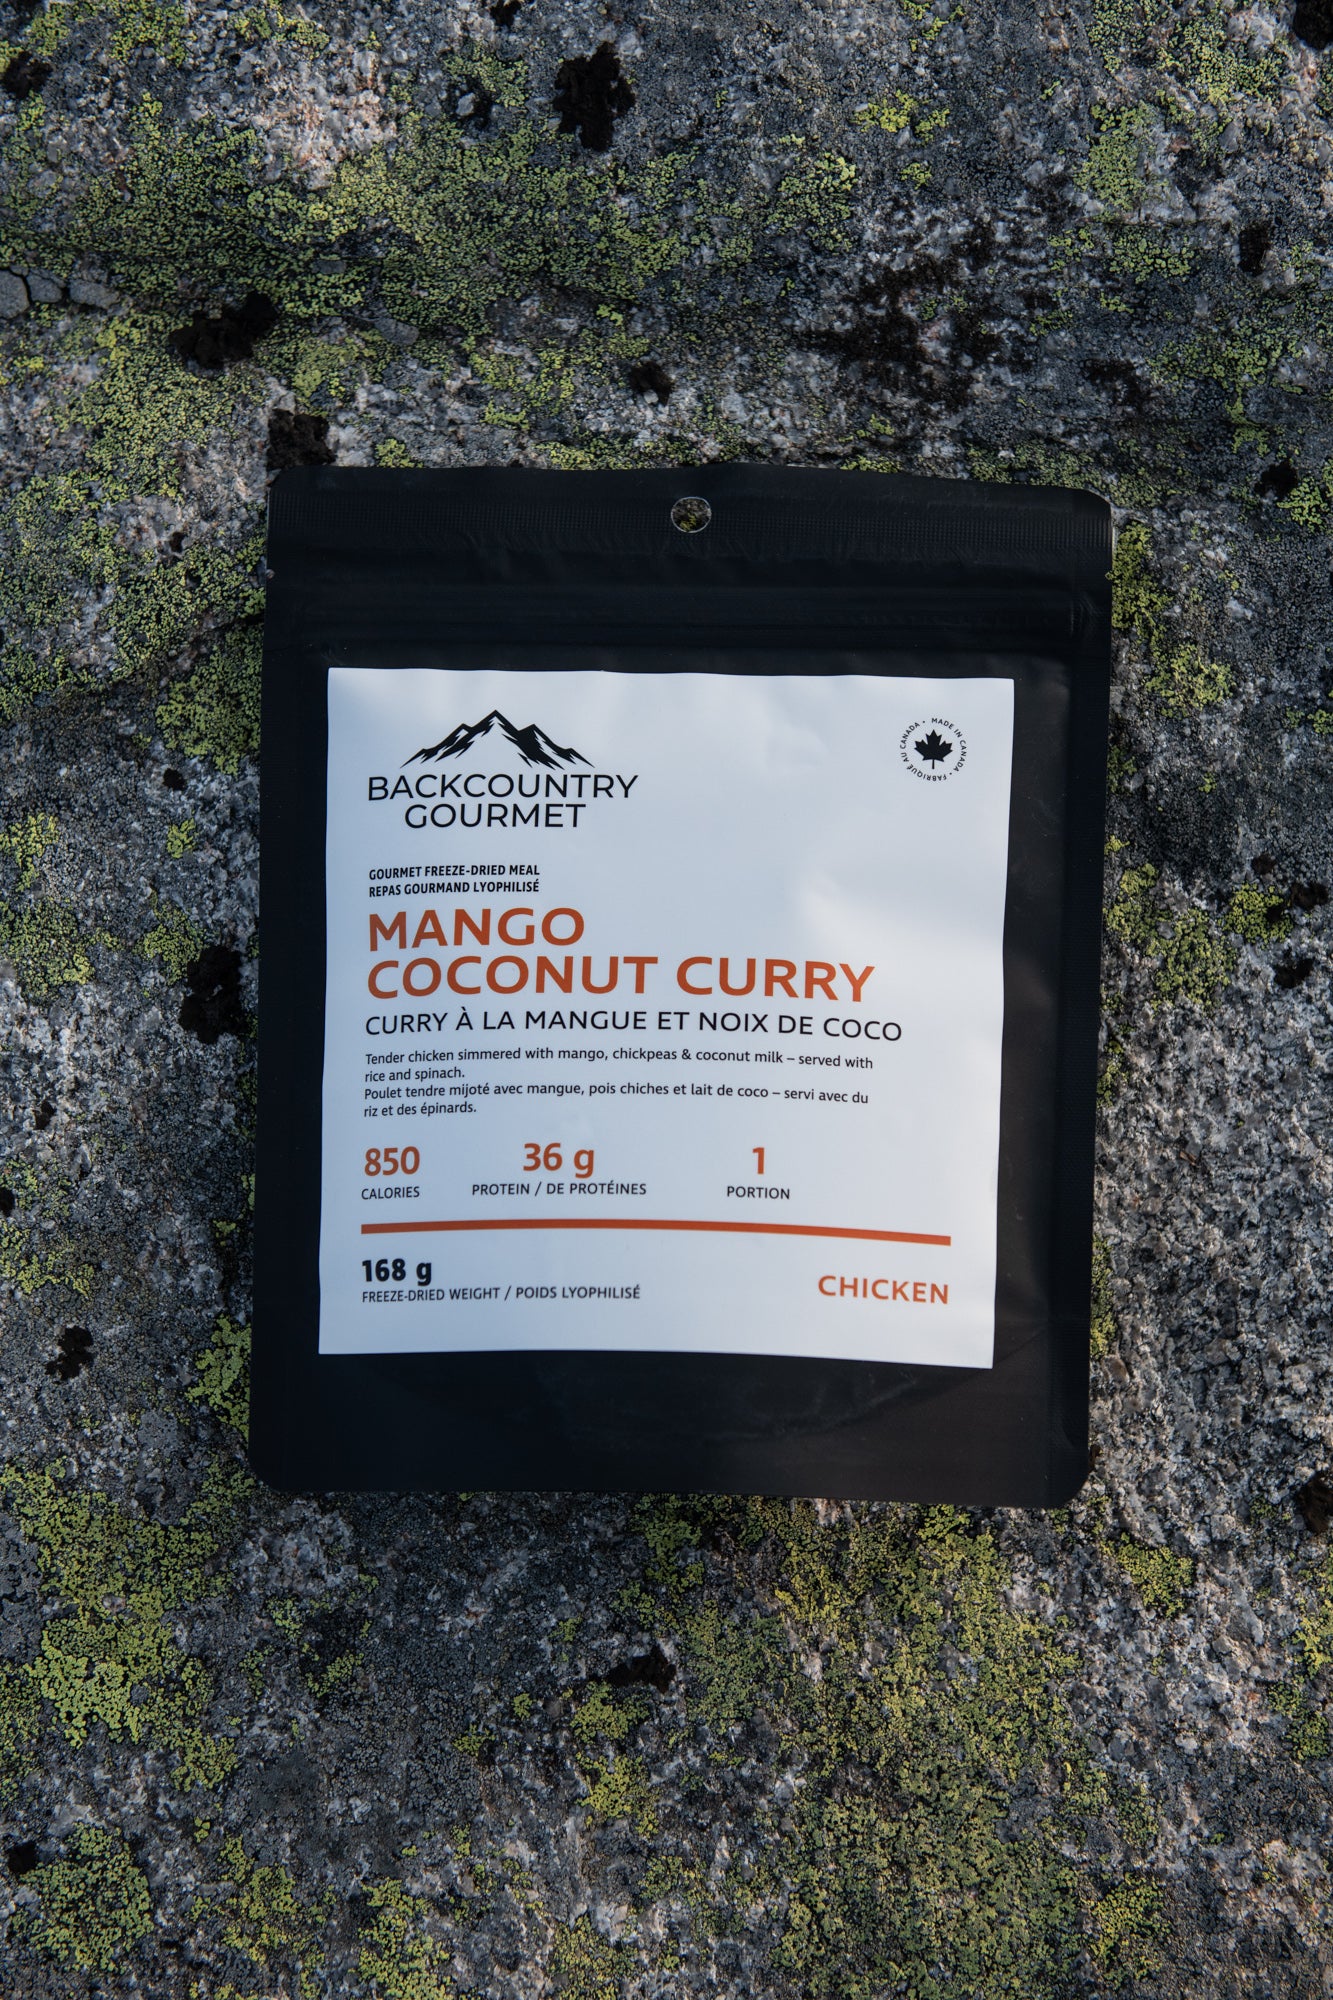 BACKCOUNTRY
GOURMET
MADE IN CANADA • FABRIQUÉ AU CANADA •
GOURMET FREEZE-DRIED MEAL
REPAS GOURMAND LYOPHILISÉ
MANGO
COCONUT CURRY
CURRY À LA MANGUE ET NOIX DE COCO
Tender chicken simmered with mango, chickpeas & coconut milk – served with
rice and spinach.
Poulet tendre mijoté avec mangue, pois chiches et lait de coco – servi avec du
riz et des épinards.
850 36 g 1
CALORIES PROTEIN / DE PROTÉINES PORTION
168 g
FREEZE-DRIED WEIGHT / POIDS LYOPHILISÉ
CHICKEN